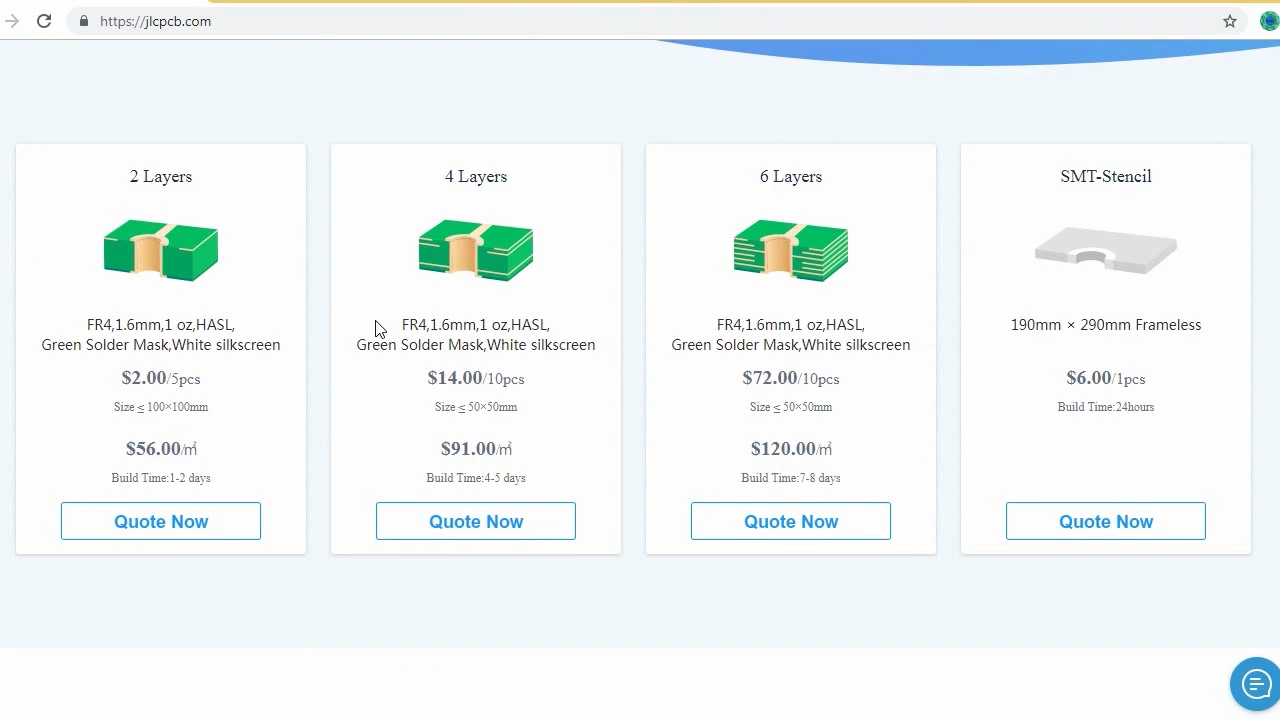 https://jlcpcb.com
2 Layers
FR4,1.6mm,1 oz,HASL,
Green Solder Mask,White silkscreen
$2.00/5pcs
Size ≤ 100×100mm
$56.00/㎡
Build Time:1-2 days
Quote Now
4 Layers
FR4,1.6mm,1 oz,HASL,
Green Solder Mask,White silkscreen
$14.00/10pcs
Size ≤ 50×50mm
$91.00/㎡
Build Time:4-5 days
Quote Now
6 Layers
FR4,1.6mm,1 oz,HASL,
Green Solder Mask,White silkscreen
$72.00/10pcs
Size ≤ 50×50mm
$120.00/㎡
Build Time:7-8 days
Quote Now
SMT-Stencil
190mm × 290mm Frameless
$6.00/1pcs
Build Time:24hours
Quote Now